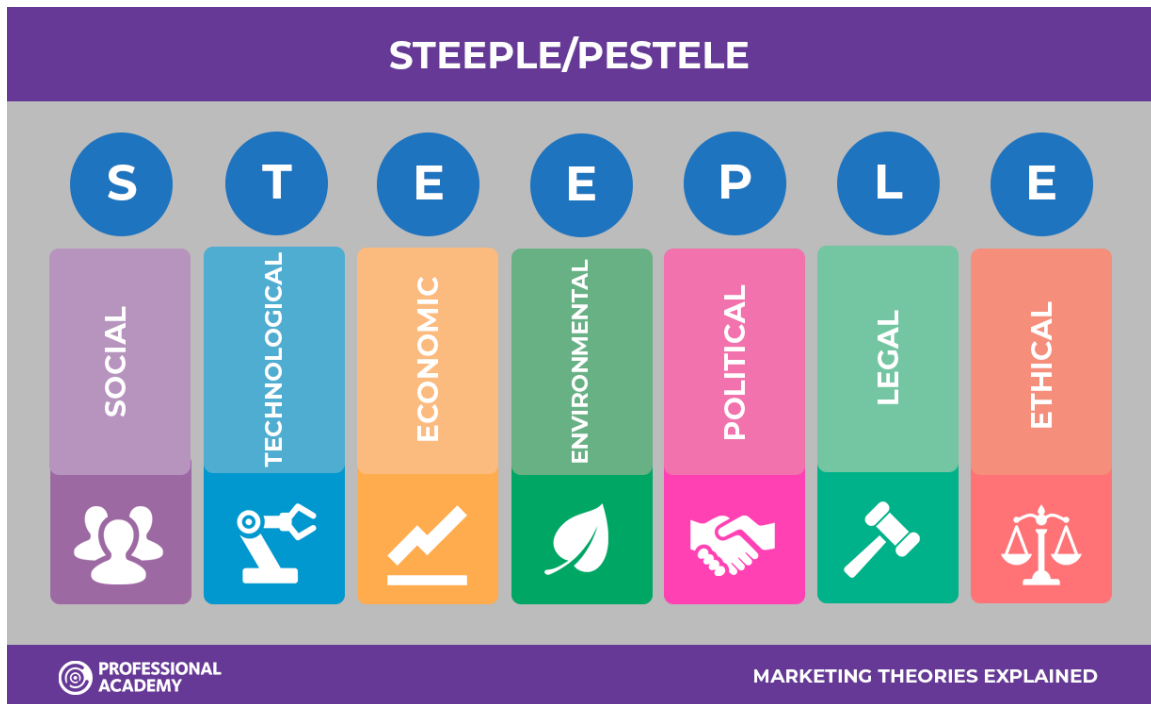 STEEPLE/PESTELE
S
T
E
E
P
L
E
SOCIAL
TECHNOLOGICAL
ECONOMIC
ENVIRONMENTAL
POLITICAL
LEGAL
ETHICAL
PROFESSIONAL
ACADEMY
MARKETING THEORIES EXPLAINED